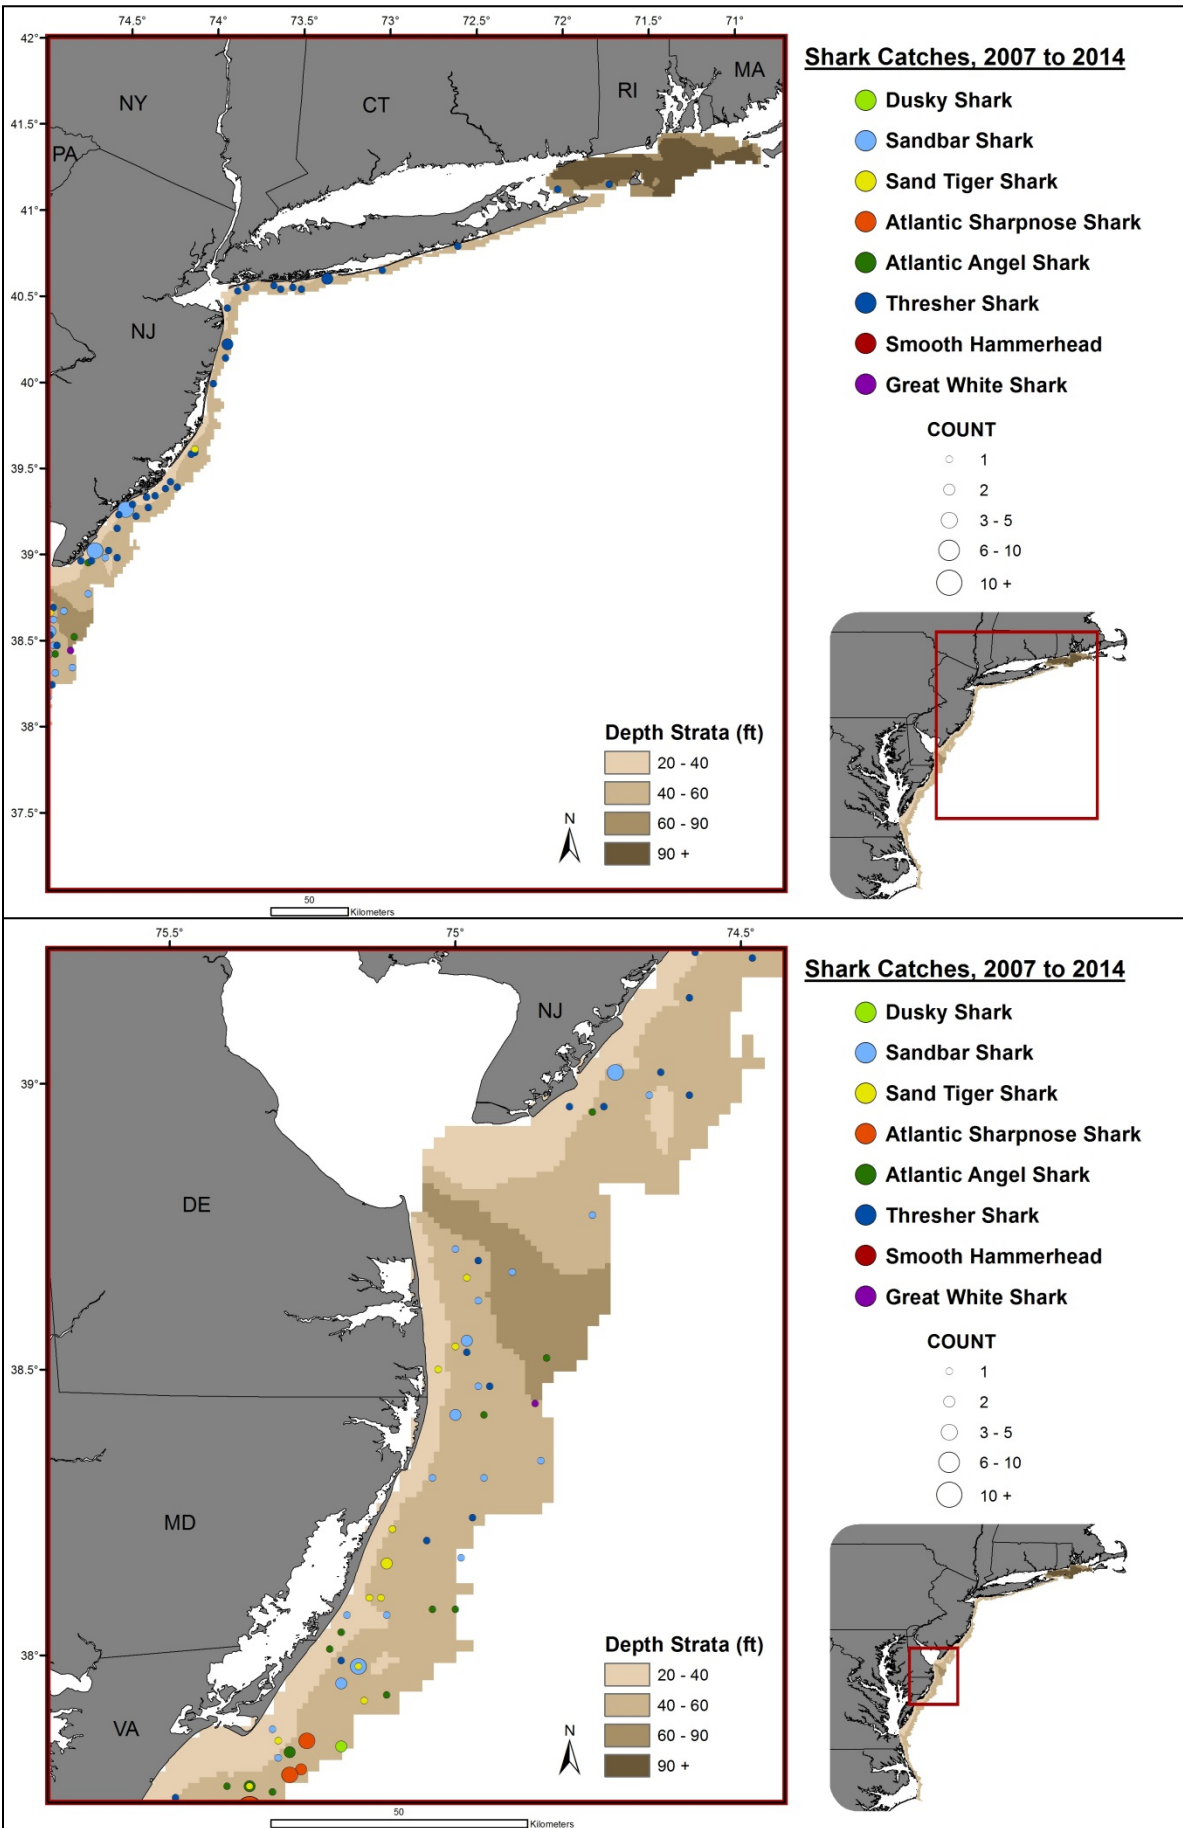 74.5° 74° 73.5° 73° 72.5° 72° 71.5° 71°
42°
41.5°
41°
40.5°
40°
39.5°
39°
38.5°
38°
37.5°
NY
CT
RI
MA
PA
NJ
Depth Strata (ft)
20 - 40
40 - 60
60 - 90
90 +
N
50
Kilometers
Shark Catches, 2007 to 2014
Dusky Shark
Sandbar Shark
Sand Tiger Shark
Atlantic Sharpnose Shark
Atlantic Angel Shark
Thresher Shark
Smooth Hammerhead
Great White Shark
COUNT
1
2
3 - 5
6 - 10
10 +
75.5° 75° 74.5°
39°
38.5°
38°
NJ
DE
MD
VA
Depth Strata (ft)
20 - 40
40 - 60
60 - 90
90 +
N
50
Kilometers
Shark Catches, 2007 to 2014
Dusky Shark
Sandbar Shark
Sand Tiger Shark
Atlantic Sharpnose Shark
Atlantic Angel Shark
Thresher Shark
Smooth Hammerhead
Great White Shark
COUNT
1
2
3 - 5
6 - 10
10 +